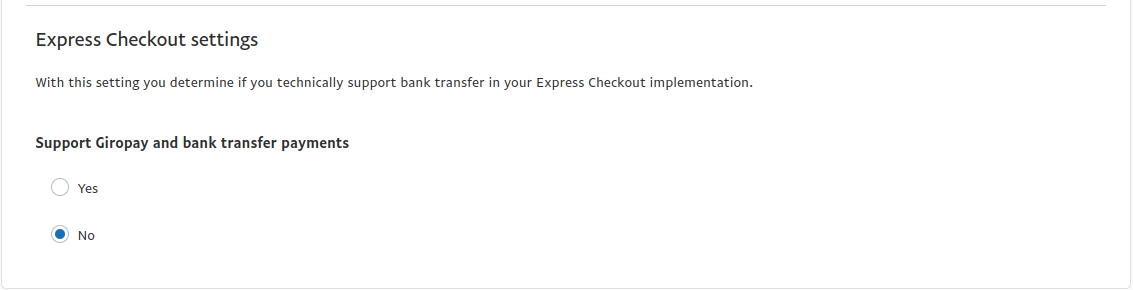 Express Checkout settings
With this setting you determine if you technically support bank transfer in your Express Checkout implementation.
Support Giropay and bank transfer payments
Yes
No